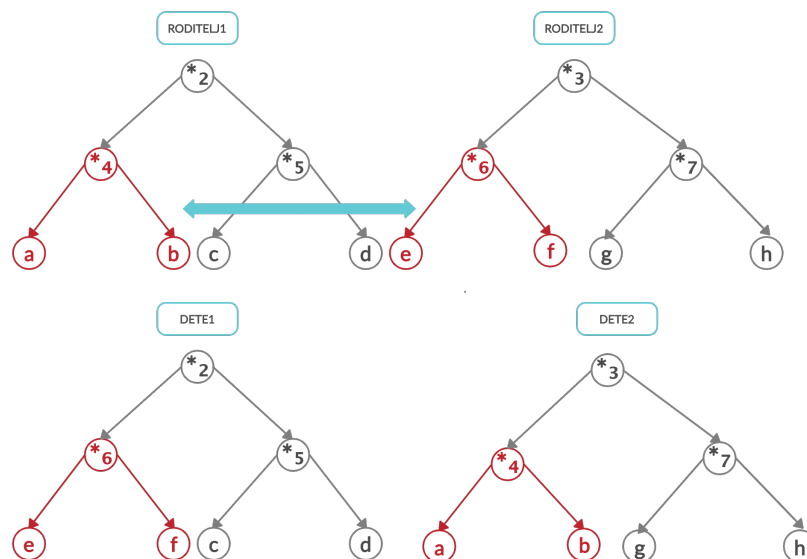 RODITELJ1
RODITELJ2
*2
*3
*4
*5
*6
*7
a
b
c
d
e
f
g
h
DETE1
DETE2
*2
*3
*6
*5
*4
*7
e
f
c
d
a
b
g
h